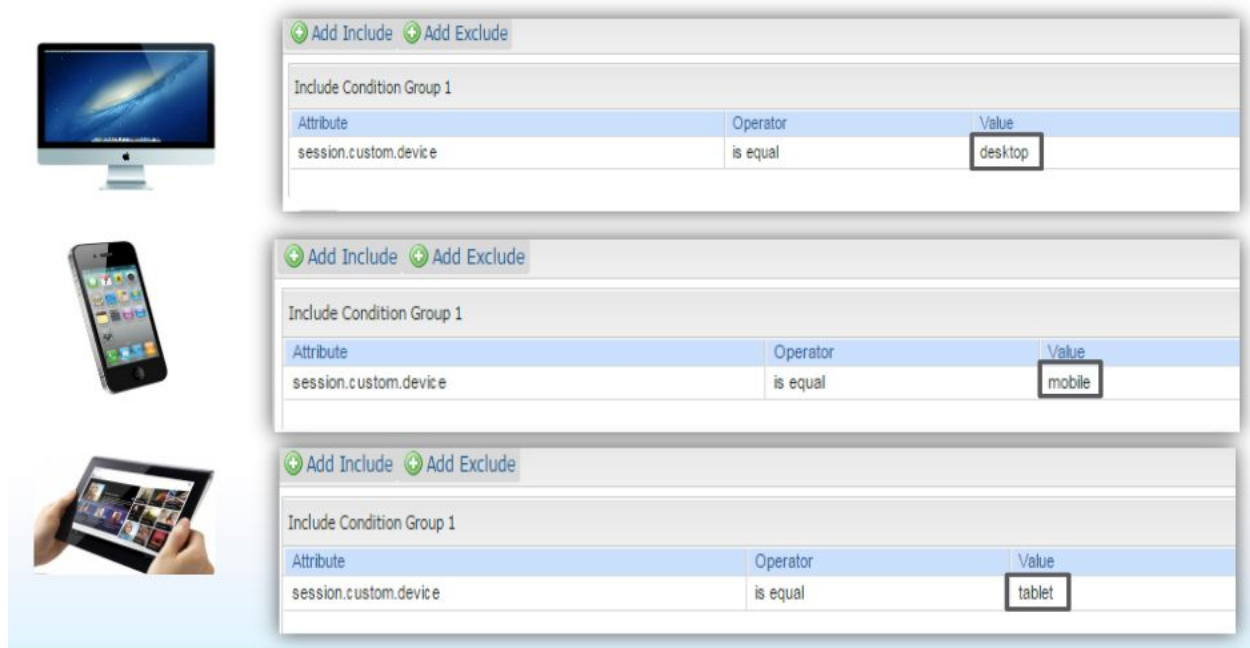 Add Include Add Exclude
Include Condition Group 1
Attribute Operator Value
session.custom.device is equal desktop
Add Include Add Exclude
Include Condition Group 1
Attribute Operator Value
session.custom.device is equal mobile
Add Include Add Exclude
Include Condition Group 1
Attribute Operator Value
session.custom.device is equal tablet